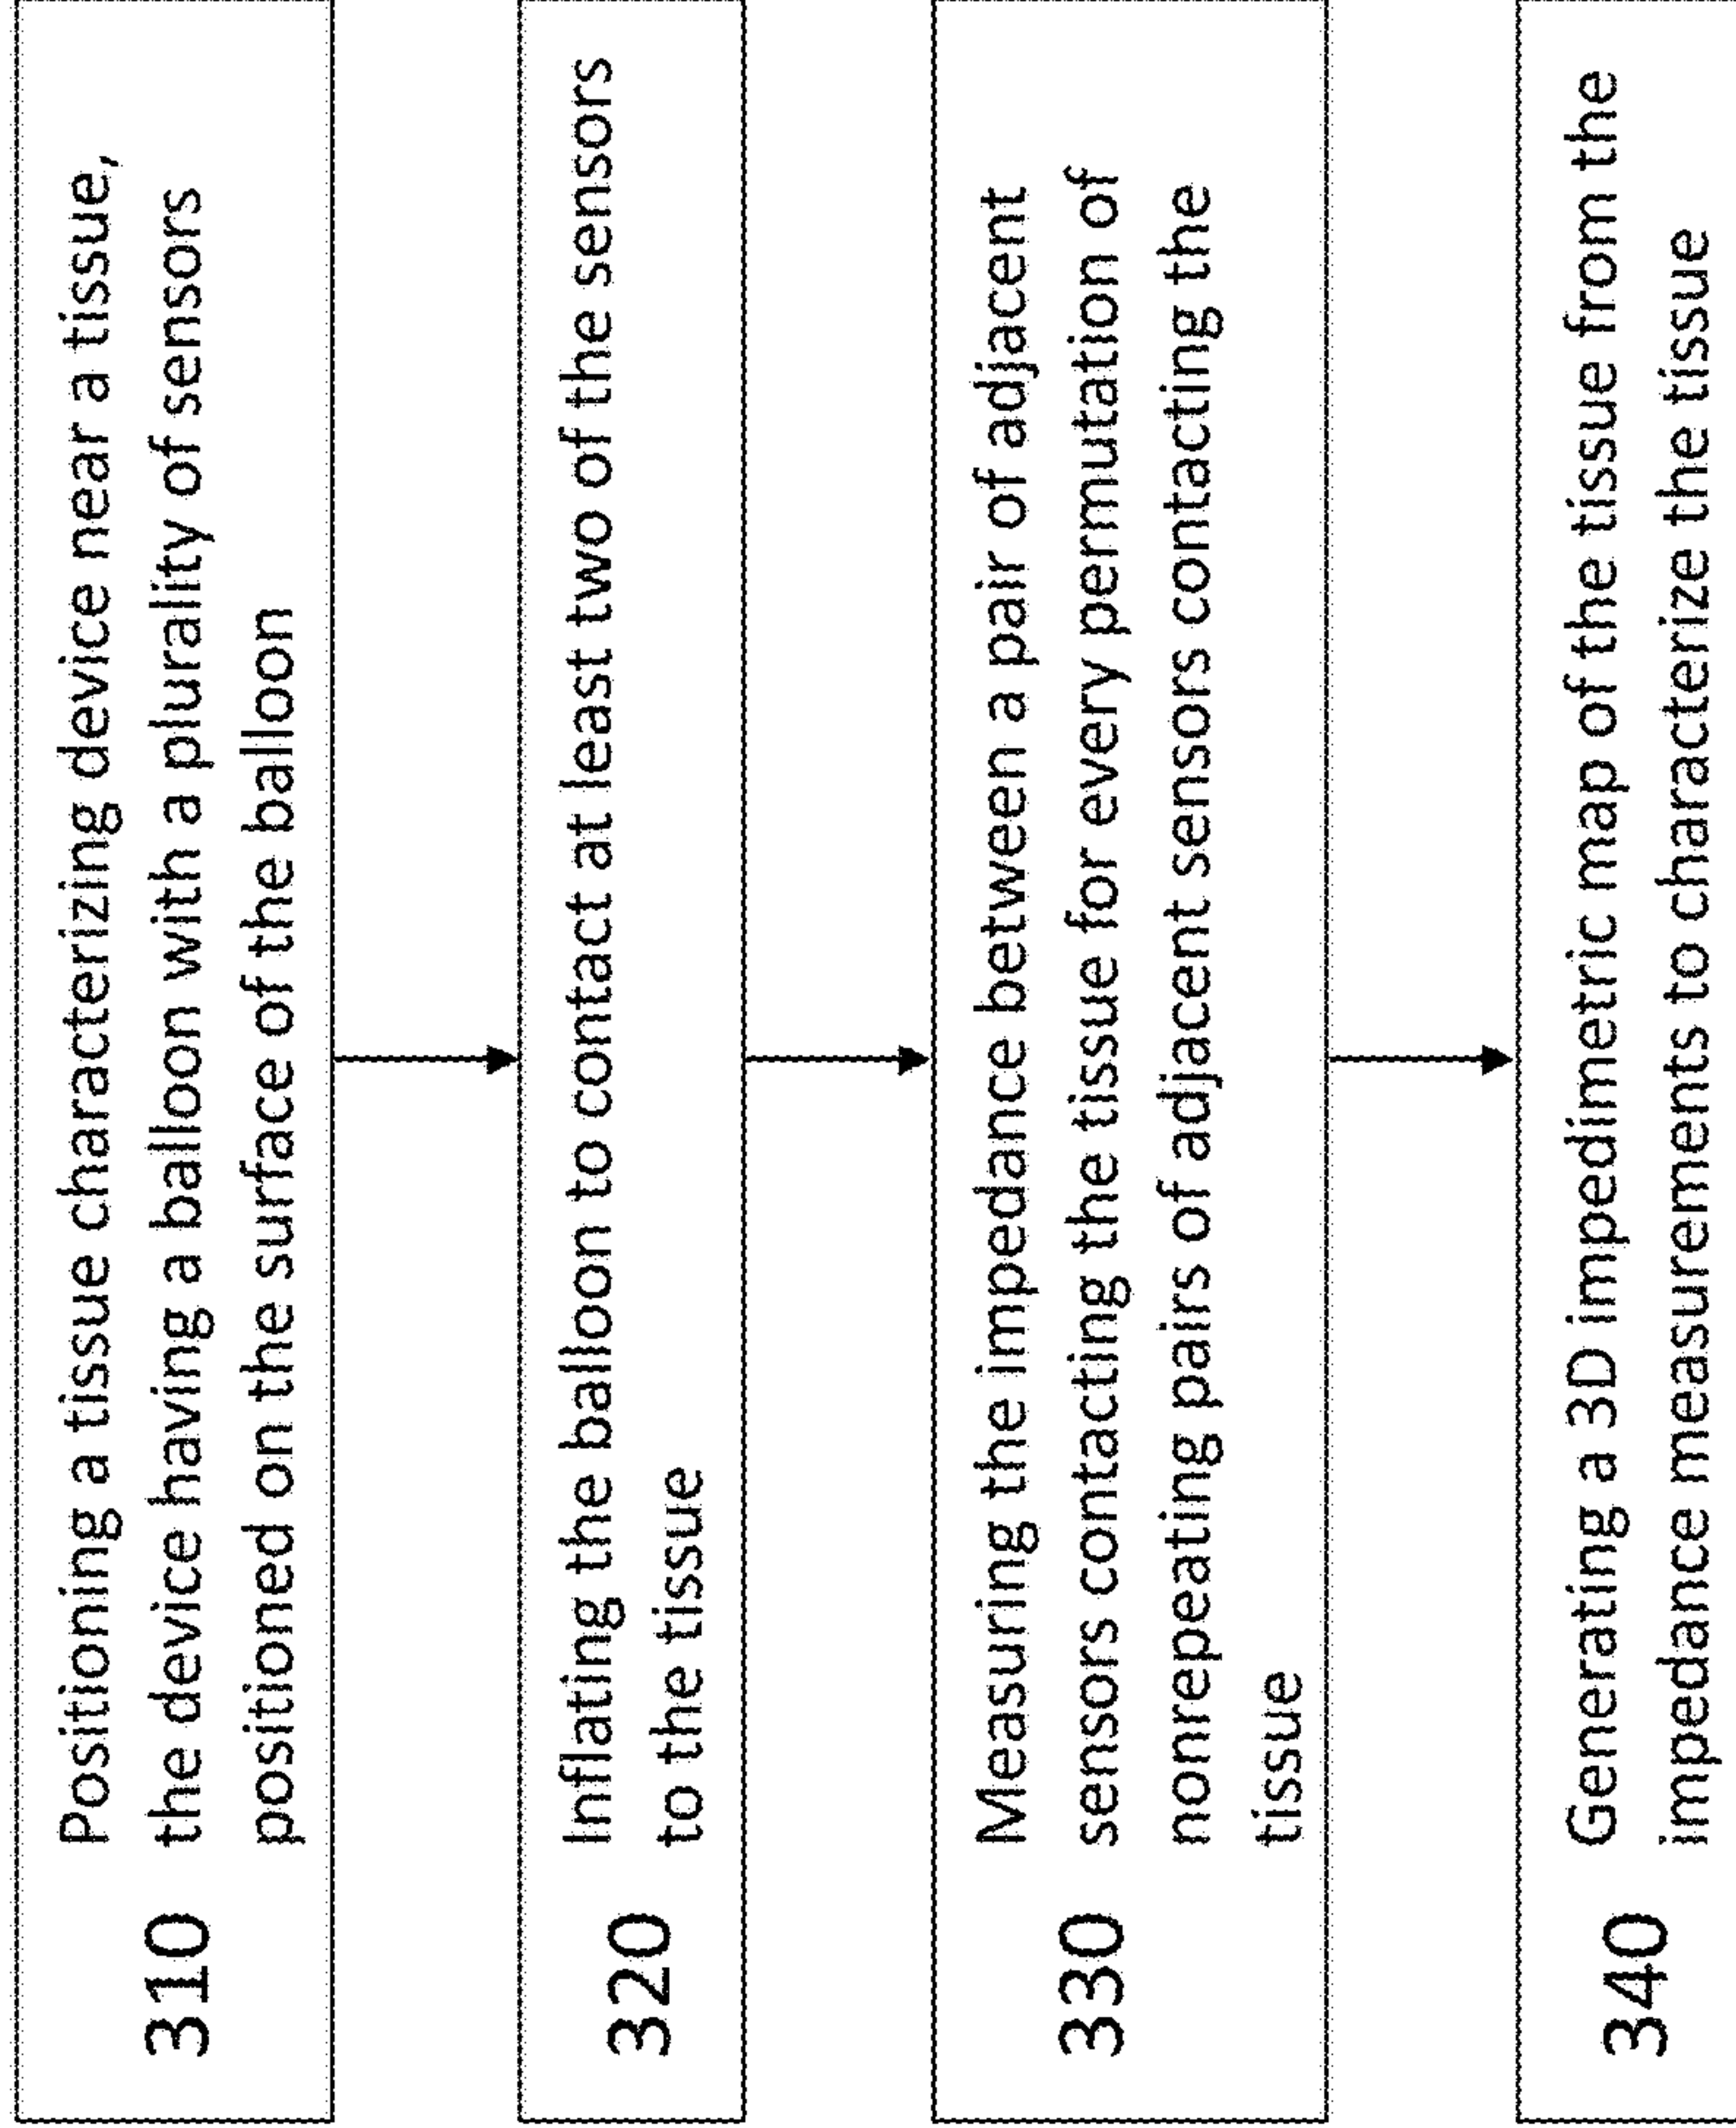 310
Positioning a tissue characterizing device near a tissue,
the device having a balloon with a plurality of sensors
positioned on the surface of the balloon
320
Inflating the balloon to contact at least two of the sensors
to the tissue
330
Measuring the impedance between a pair of adjacent
sensors contacting the tissue for every permutation of
nonrepeating pairs of adjacent sensors contacting the
tissue
340
Generating a 3D impedimetric map of the tissue from the
impedance measurements to characterize the tissue